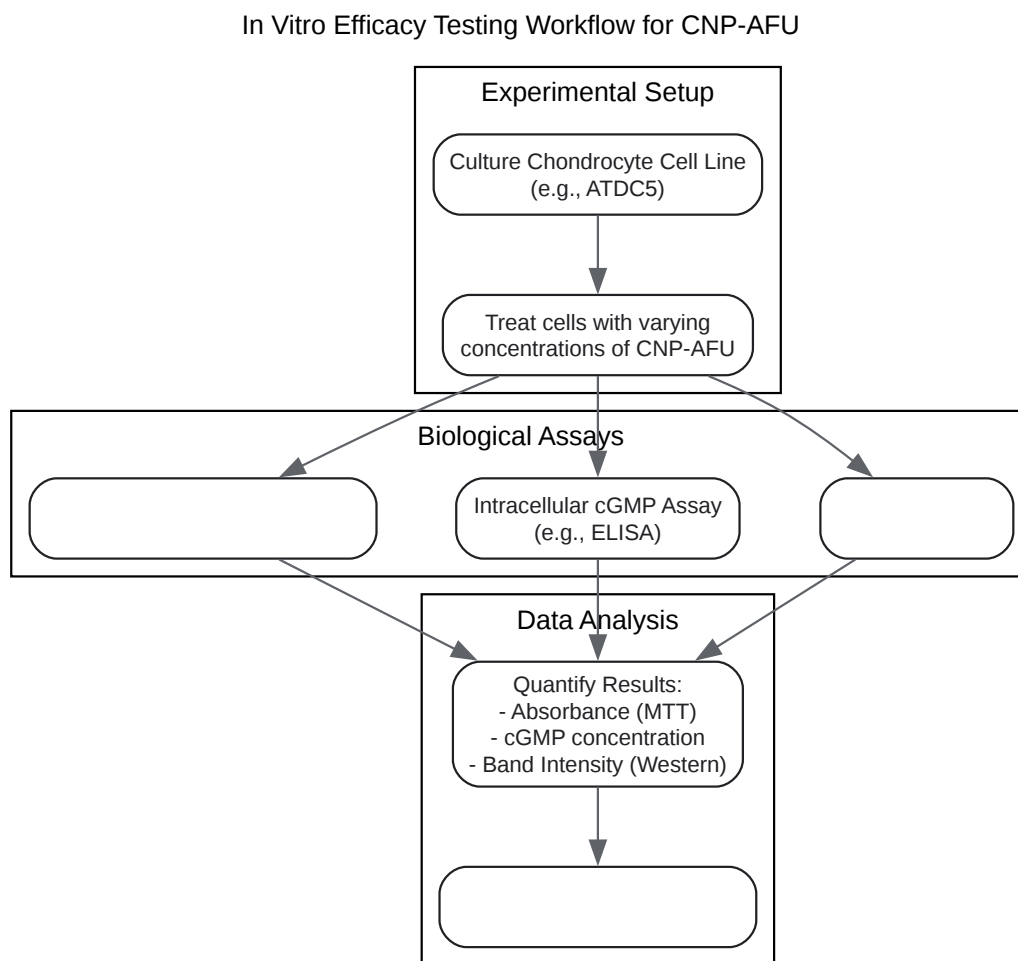 In Vitro Efficacy Testing Workflow for CNP-AFU
Experimental Setup
Culture Chondrocyte Cell Line
(e.g., ATDC5)
Treat cells with varying
concentrations of CNP-AFU
Biological Assays
Intracellular cGMP Assay
(e.g., ELISA)
Data Analysis
Quantify Results:
- Absorbance (MTT)
- cGMP concentration
- Band Intensity (Western)